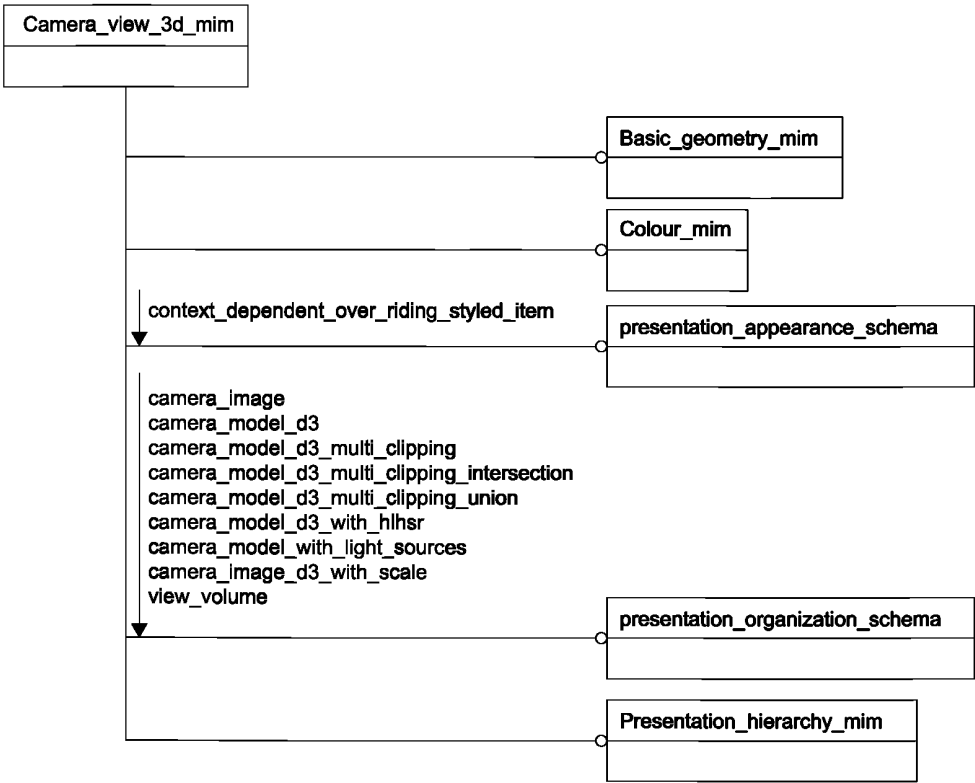 Camera_view_3d_mim
Basic_geometry_mim
Colour_mim
context_dependent_over_riding_styled_item
presentation_appearance_schema
camera_image
camera_model_d3
camera_model_d3_multi_clipping
camera_model_d3_multi_clipping_intersection
camera_model_d3_multi_clipping_union
camera_model_d3_with_hlhsr
camera_model_with_light_sources
camera_image_d3_with_scale
view_volume
presentation_organization_schema
Presentation_hierarchy_mim